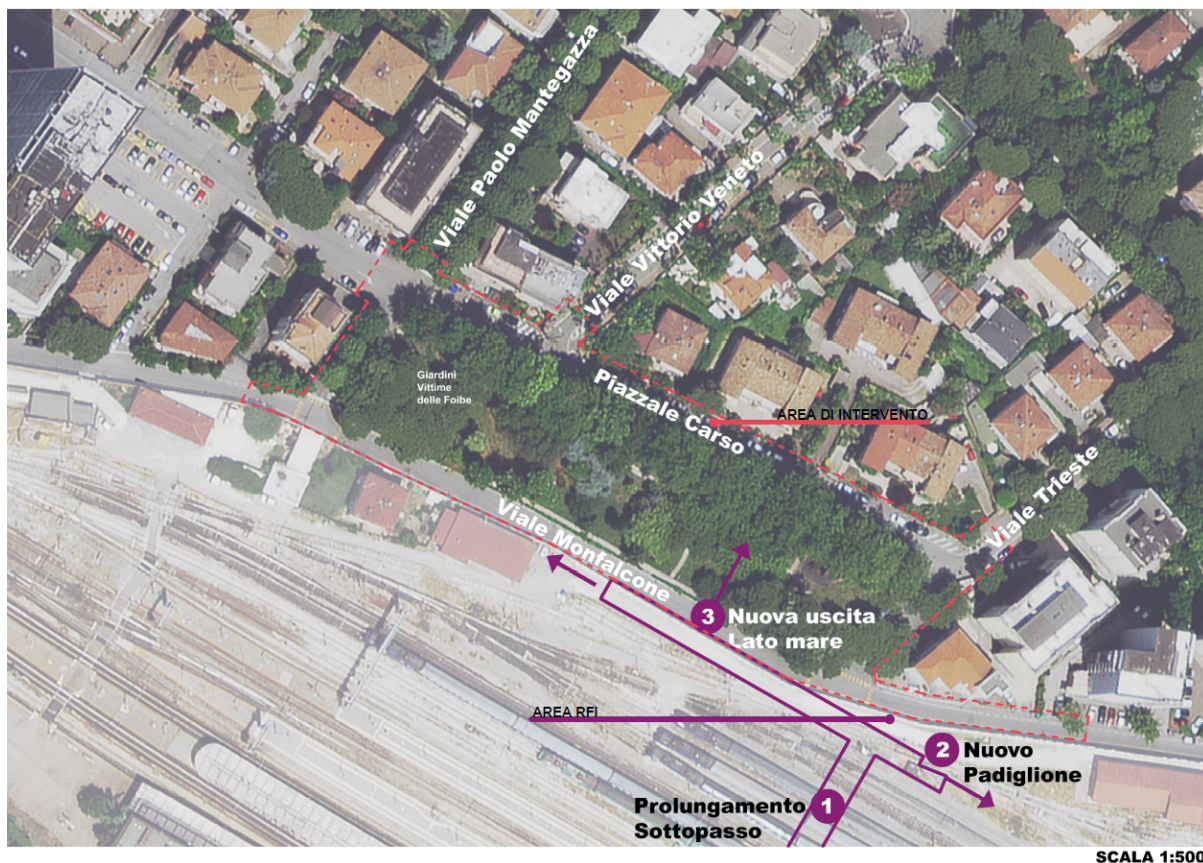 Viale Paolo Mantegazza
Viale Vittorio Veneto
Giardini
Vittime
delle Foibe
Piazzale Carso
AREA DI INTERVENTO
Viale Trieste
Viale Monfalcone
3 Nuova uscita
Lato mare
AREA RFI
2 Nuovo
Padiglione
Prolungamento 1
Sottopasso
SCALA 1:500